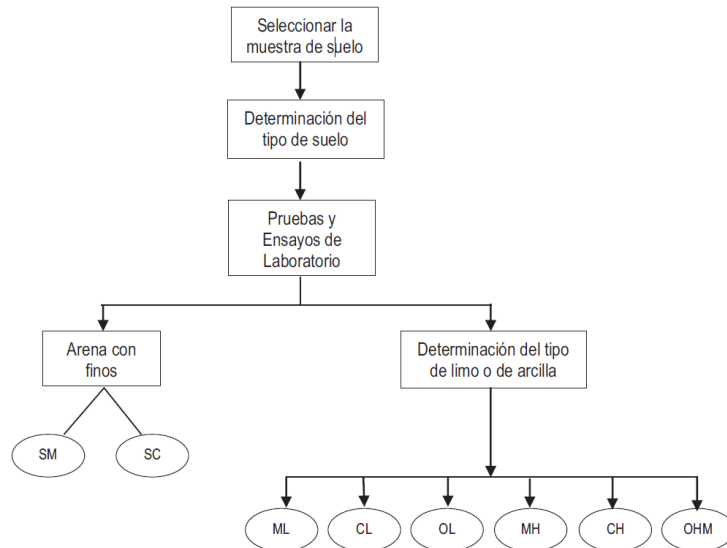 Seleccionar la
muestra de suelo
Determinación del
tipo de suelo
Pruebas y
Ensayos de
Laboratorio
Arena con
finos
Determinación del tipo
de limo o de arcilla
SM
SC
ML
CL
OL
MH
CH
OHM